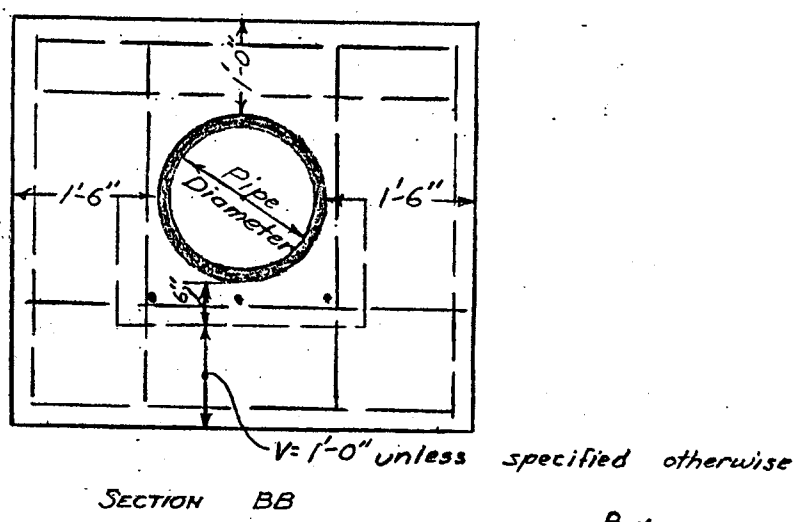 1'-0"
1'-6"
Pipe
Diameter
1'-6"
6"
V= 1'-0" unless specified otherwise
SECTION BB